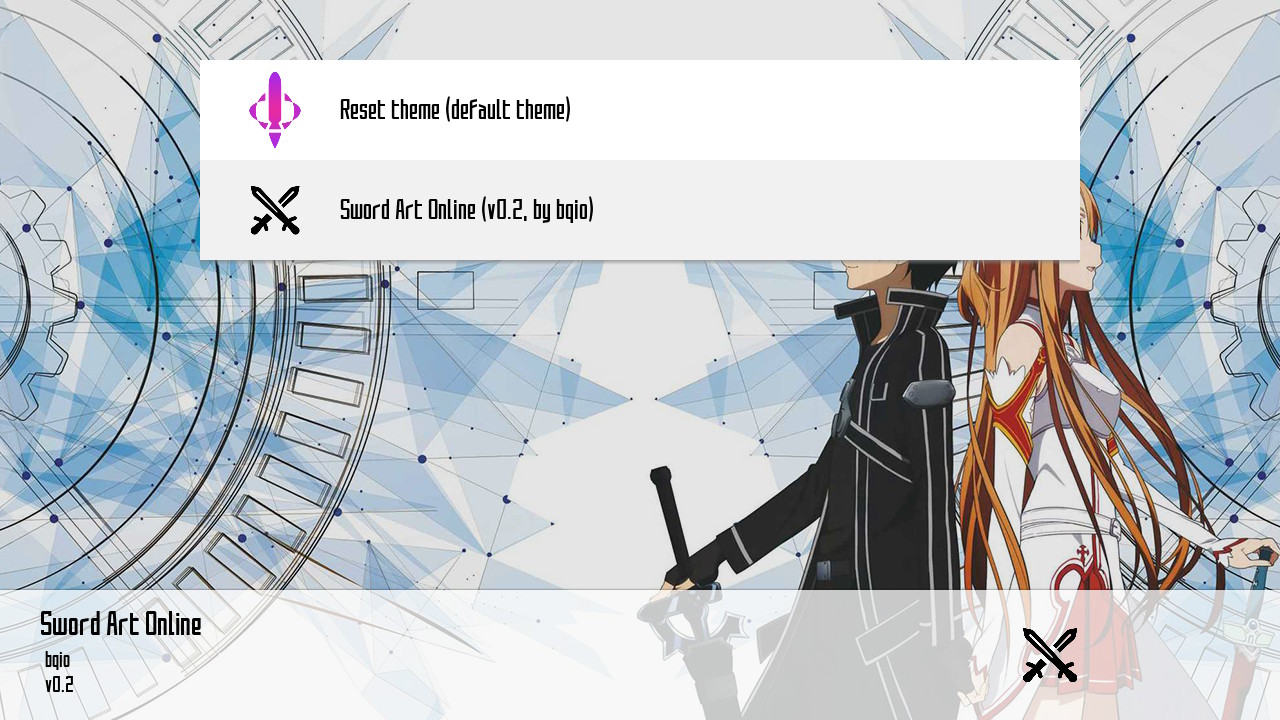 Reset theme (default theme)
Sword Art Online (v0.2, by bqio)
Sword Art Online
bqio
v0.2